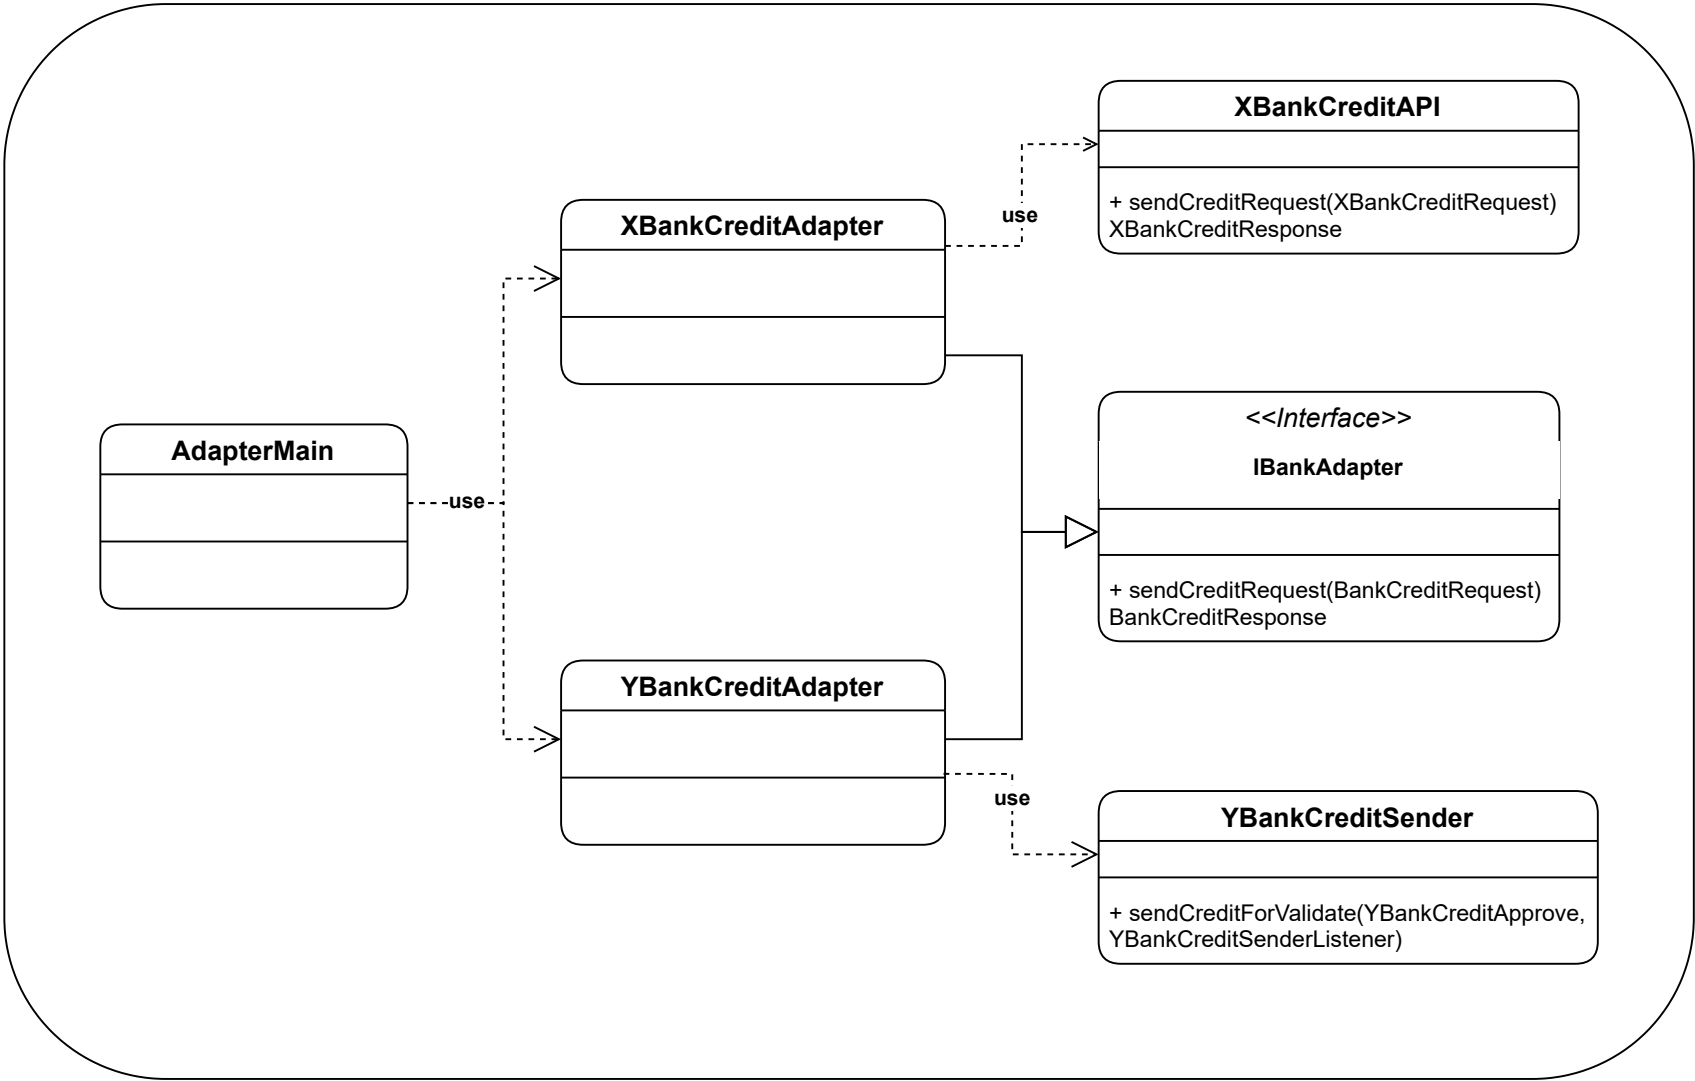 XBankCreditAPI
+ sendCreditRequest(XBankCreditRequest)
XBankCreditResponse
use
XBankCreditAdapter
<<Interface>>
IBankAdapter
+ sendCreditRequest(BankCreditRequest)
BankCreditResponse
AdapterMain
use
YBankCreditAdapter
use
YBankCreditSender
+ sendCreditForValidate(YBankCreditApprove,
YBankCreditSenderListener)